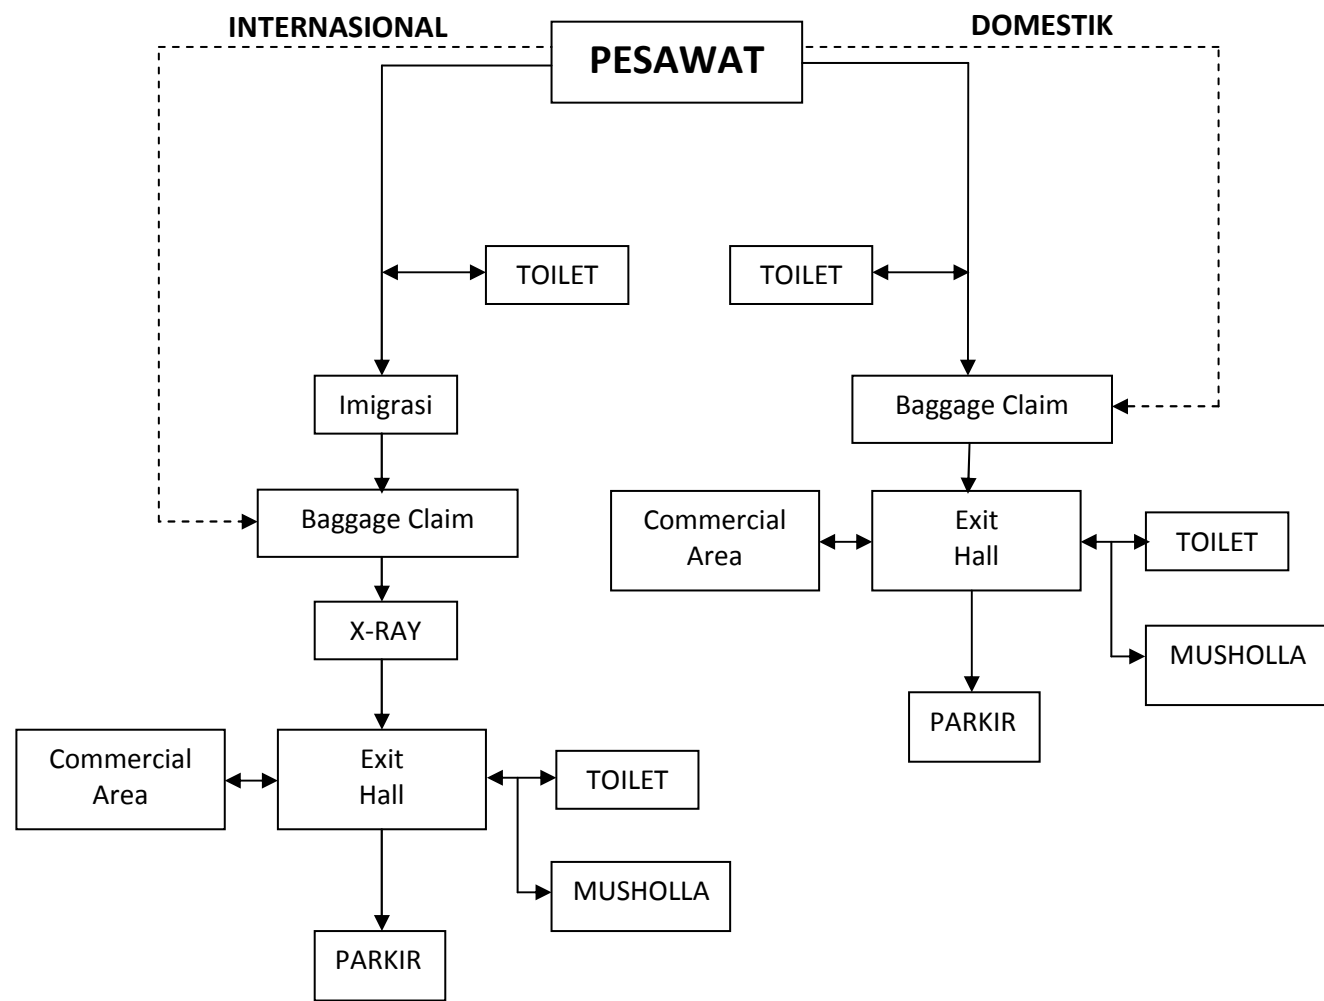 INTERNASIONAL
DOMESTIK
PESAWAT
TOILET
TOILET
Imigrasi
Baggage Claim
Baggage Claim
Commercial
Area
Exit
Hall
TOILET
X-RAY
MUSHOLLA
PARKIR
Commercial
Area
Exit
Hall
TOILET
MUSHOLLA
PARKIR